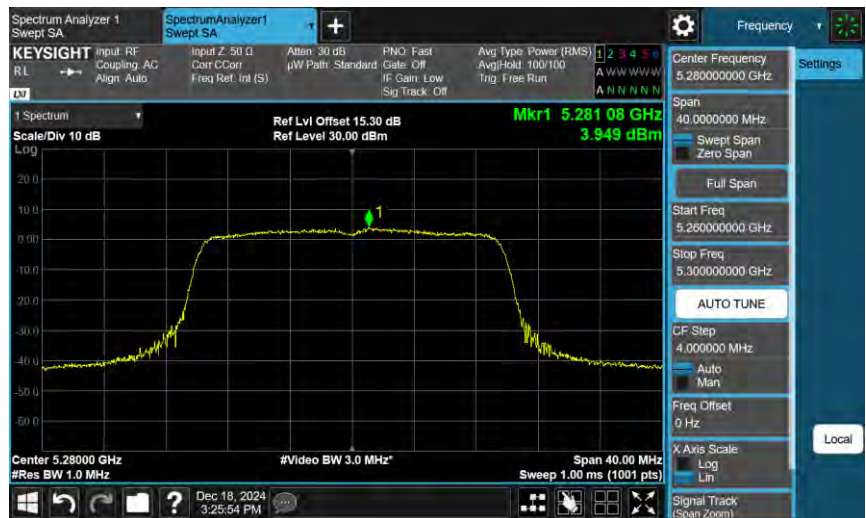 Spectrum Analyzer 1
Swept SA
SpectrumAnalyzer1
Swept SA
Frequency
KEYSIGHT
RL
LXI
Input: RF
Coupling: AC
Align: Auto
Input Z: 50 Ω
Corr CCorr
Freq Ref: Int (S)
Atten: 30 dB
µW Path: Standard
PNO: Fast
Gate: Off
IF Gain: Low
Sig Track: Off
Avg Type: Power (RMS)
Avg|Hold: 100/100
Trig: Free Run
1 2 3 4 5 6
A W W W W W
A N N N N N
1 Spectrum
Scale/Div 10 dB
Log
Ref Lvl Offset 15.30 dB
Ref Level 30.00 dBm
Mkr1 5.281 08 GHz
3.949 dBm
20.0
10.0
0.00
-10.0
-20.0
-30.0
-40.0
-50.0
-60.0
1
Center 5.28000 GHz
#Res BW 1.0 MHz
#Video BW 3.0 MHz*
Span 40.00 MHz
Sweep 1.00 ms (1001 pts)
Dec 18, 2024
3:25:54 PM
Settings
Center Frequency
5.280000000 GHz
Span
40.0000000 MHz
Swept Span
Zero Span
Full Span
Start Freq
5.260000000 GHz
Stop Freq
5.300000000 GHz
AUTO TUNE
CF Step
4.000000 MHz
Auto
Man
Freq Offset
0 Hz
X Axis Scale
Log
Lin
Signal Track
(Span Zoom)
Local